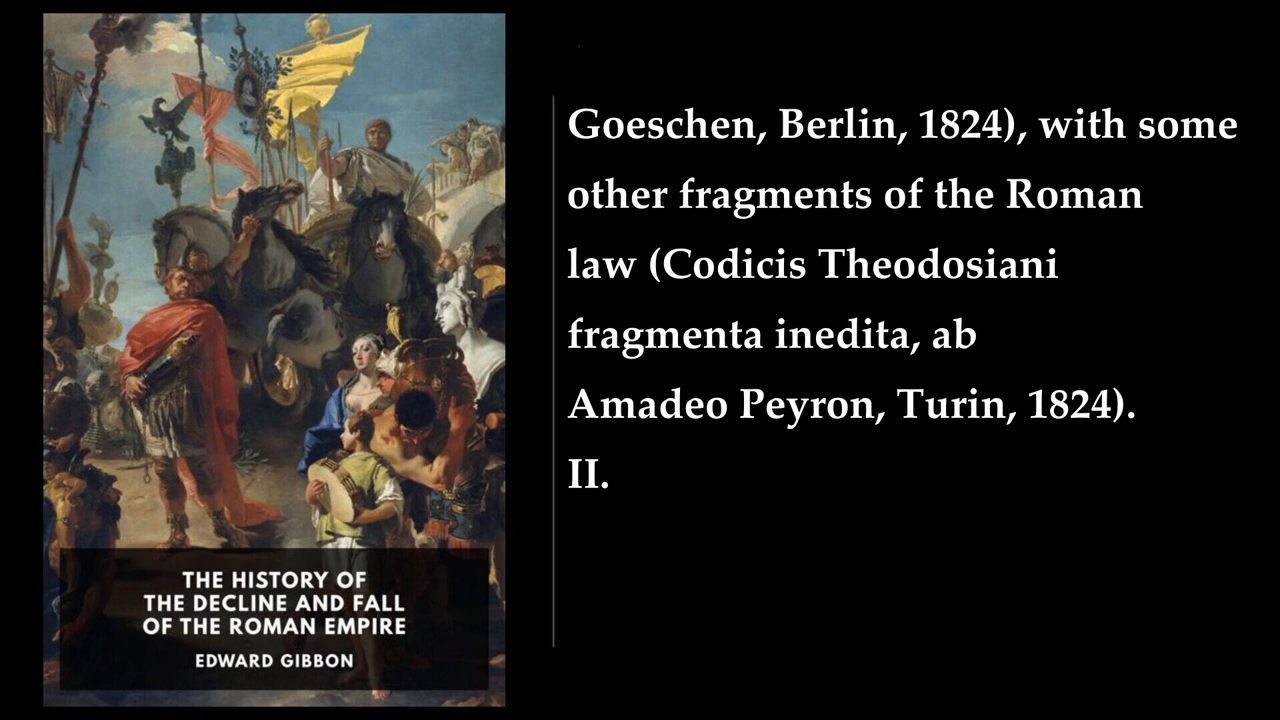 Goeschen, Berlin, 1824), with some
other fragments of the Roman
law (Codicis Theodosiani
fragmenta inedita, ab
Amadeo Peyron, Turin, 1824).
II.
THE HISTORY OF
THE DECLINE AND FALL
OF THE ROMAN EMPIRE
EDWARD GIBBON